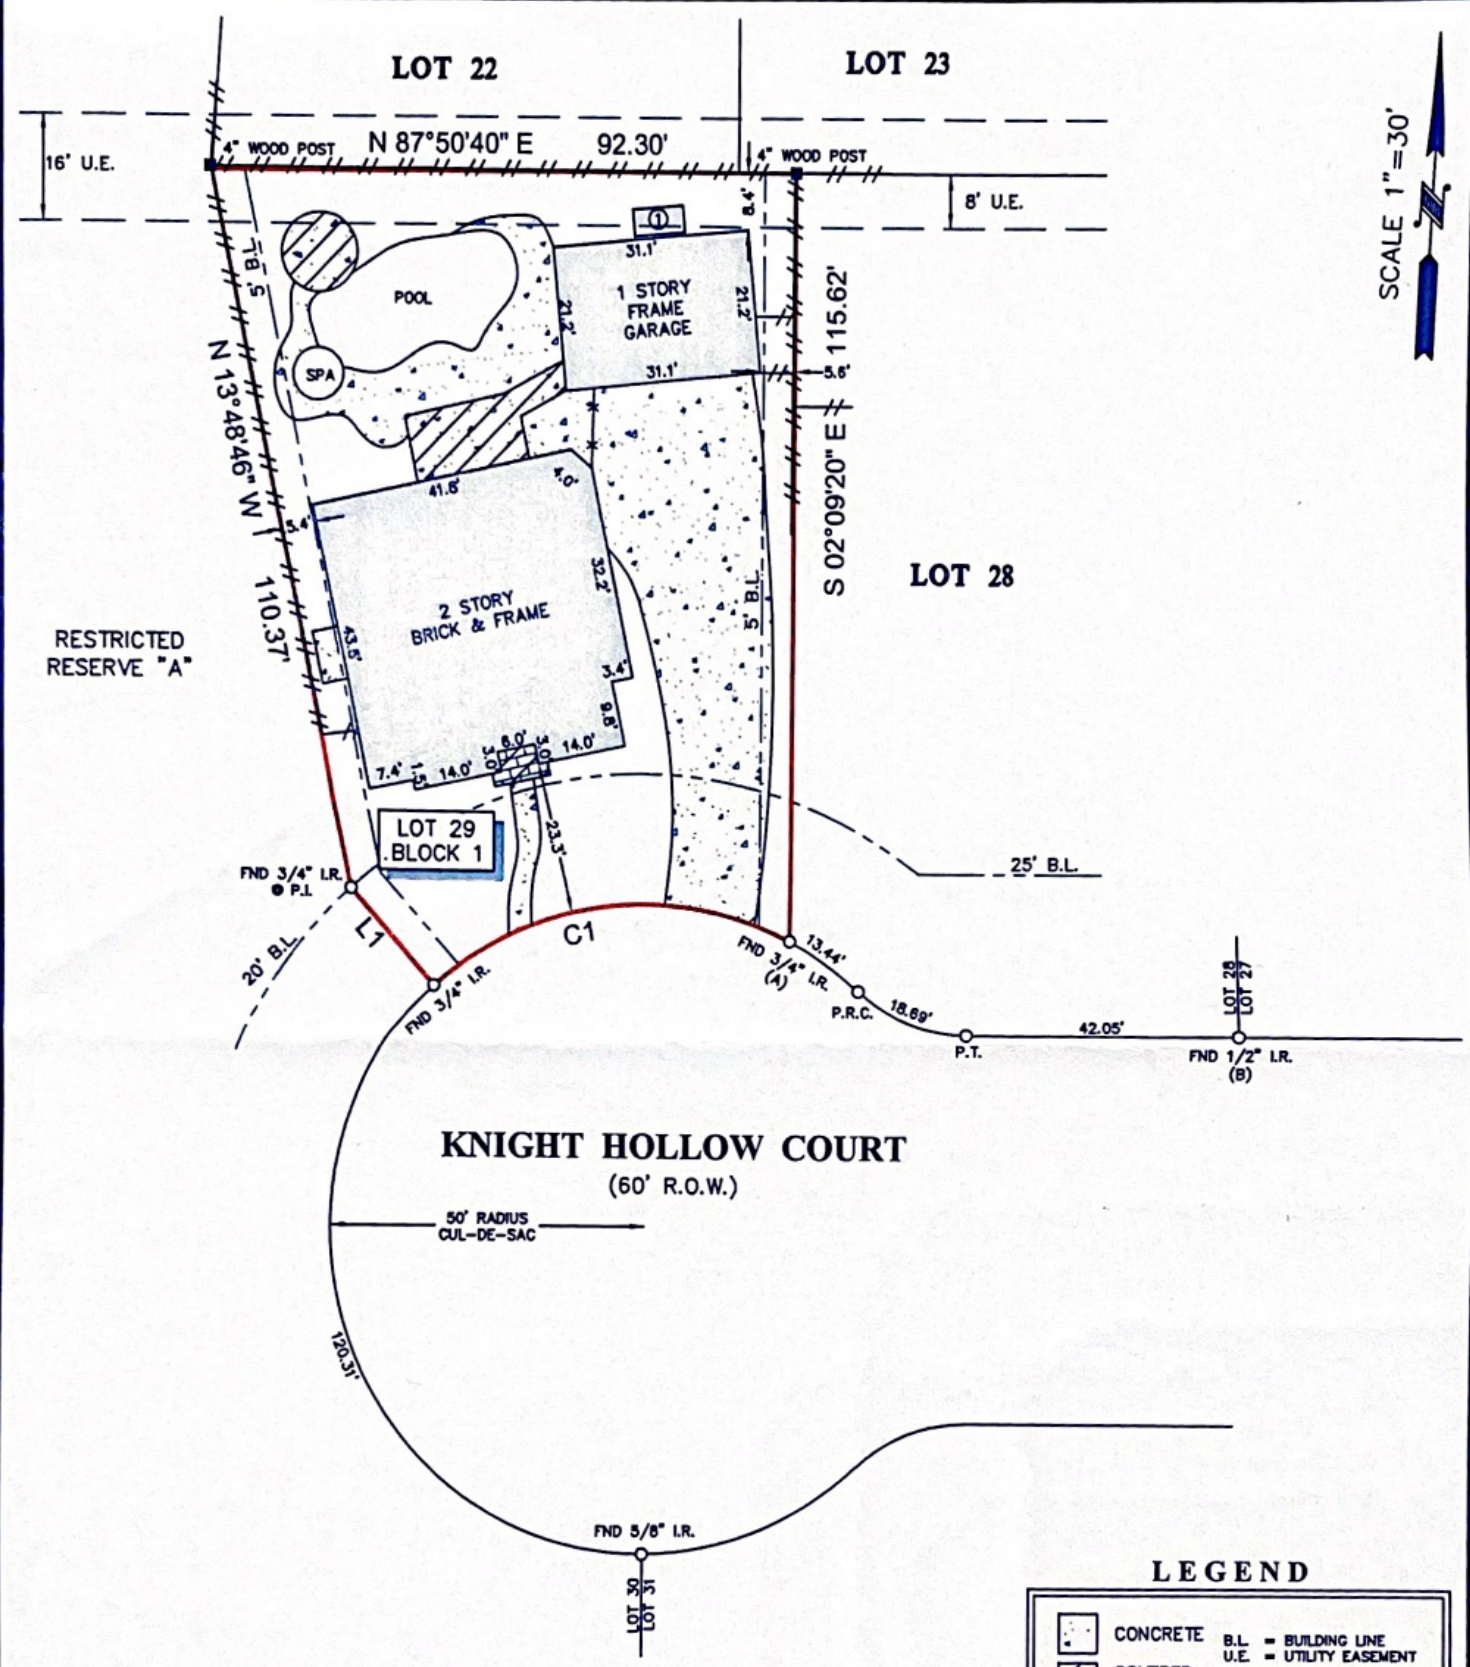 LOT 22
LOT 23
4" WOOD POST
N 87°50'40" E 92.30'
4" WOOD POST
16' U.E.
8' U.E.
8.4'
SCALE 1"=30'
5' B.L.
POOL
SPA
1
31.1'
1 STORY
FRAME
GARAGE
21.2'
21.2'
31.1'
5.6'
S 02°09'20" E 115.62'
N 13°48'46" W 110.37'
41.6'
4.0'
5.4'
32.2'
2 STORY
BRICK & FRAME
43.5'
3.4'
9.8'
5' B.L.
LOT 28
RESTRICTED
RESERVE "A"
6.0'
3.0'
3.0'
14.0'
7.4'
1.5'
14.0'
23.3'
LOT 29
BLOCK 1
25' B.L.
FND 3/4" I.R.
P.I.
L1
20' B.L.
C1
FND 3/4" I.R.
FND 3/4" I.R.
(A)
13.44'
P.R.C.
18.69'
P.T.
42.05'
LOT 28
LOT 27
FND 1/2" I.R.
(B)
KNIGHT HOLLOW COURT
(60' R.O.W.)
50' RADIUS
CUL-DE-SAC
120.31'
FND 5/8" I.R.
LOT 30
LOT 31
LEGEND
CONCRETE
B.L. = BUILDING LINE
U.E. = UTILITY EASEMENT